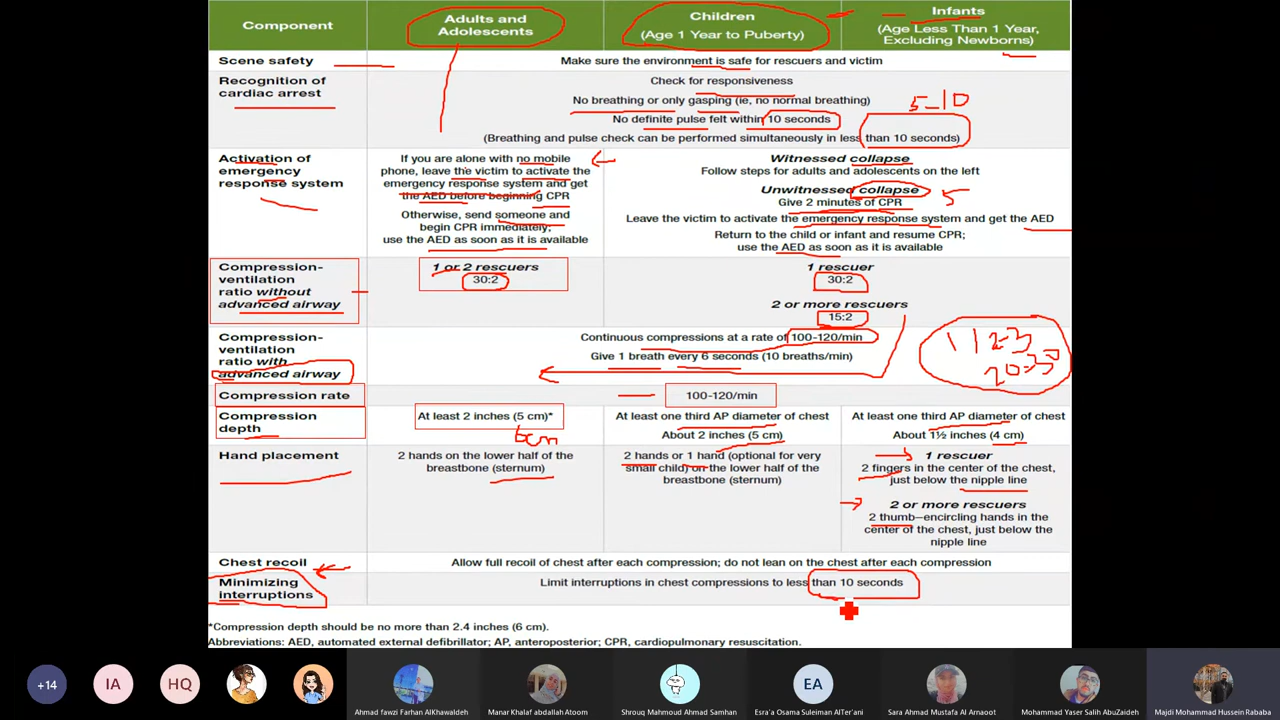 Component
Adults and
Adolescents
Children
(Age 1 Year to Puberty)
Infants
(Age Less Than 1 Year,
Excluding Newborns)
Scene safety
Make sure the environment is safe for rescuers and victim
Recognition of
cardiac arrest
Check for responsiveness
No breathing or only gasping (ie, no normal breathing)
No definite pulse felt within 10 seconds
(Breathing and pulse check can be performed simultaneously in less than 10 seconds)
5-10
Activation of
emergency
response system
If you are alone with no mobile
phone, leave the victim to activate the
emergency response system and get
the AED before beginning CPR
Otherwise, send someone and
begin CPR immediately;
use the AED as soon as it is available
Witnessed collapse
Follow steps for adults and adolescents on the left
Unwitnessed collapse
Give 2 minutes of CPR
5
Leave the victim to activate the emergency response system and get the AED
Return to the child or infant and resume CPR;
use the AED as soon as it is available
Compression-
ventilation
ratio without
advanced airway
1 or 2 rescuers
30:2
1 rescuer
30:2
2 or more rescuers
15:2
Compression-
ventilation
ratio with
advanced airway
Continuous compressions at a rate of 100-120/min
Give 1 breath every 6 seconds (10 breaths/min)
20-30
Compression rate
100-120/min
Compression
depth
At least 2 inches (5 cm)*
6cm
At least one third AP diameter of chest
About 2 inches (5 cm)
At least one third AP diameter of chest
About 1½ inches (4 cm)
Hand placement
2 hands on the lower half of the
breastbone (sternum)
2 hands or 1 hand (optional for very
small child) on the lower half of the
breastbone (sternum)
1 rescuer
2 fingers in the center of the chest,
just below the nipple line
2 or more rescuers
2 thumb–encircling hands in the
center of the chest, just below the
nipple line
Chest recoil
Allow full recoil of chest after each compression; do not lean on the chest after each compression
Minimizing
interruptions
Limit interruptions in chest compressions to less than 10 seconds
*Compression depth should be no more than 2.4 inches (6 cm).
Abbreviations: AED, automated external defibrillator; AP, anteroposterior; CPR, cardiopulmonary resuscitation.
+14
IA
HQ
EA
Ahmad fawzi Farhan AlKhawaldeh
Manar Khalaf abdallah Atoom
Shrouq Mahmoud Ahmad Samhan
Esra'a Osama Suleiman AlTer'ani
Sara Ahmad Mustafa Al Arnaoot
Mohammad Yaser Salih AbuZaideh
Majdi Mohammad Hussein Rababa